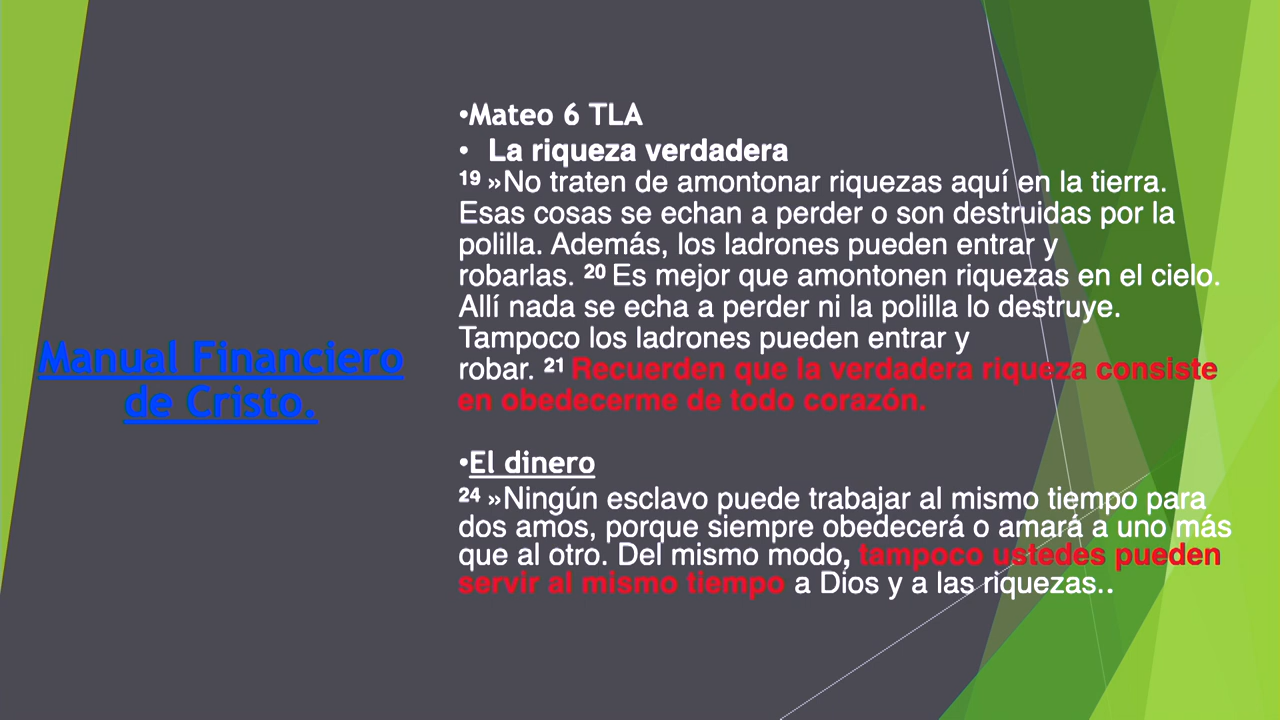 Manual Financiero
de Cristo.
•Mateo 6 TLA
• La riqueza verdadera
19 »No traten de amontonar riquezas aquí en la tierra.
Esas cosas se echan a perder o son destruidas por la
polilla. Además, los ladrones pueden entrar y
robarlas. 20 Es mejor que amontonen riquezas en el cielo.
Allí nada se echa a perder ni la polilla lo destruye.
Tampoco los ladrones pueden entrar y
robar. 21 Recuerden que la verdadera riqueza consiste
en obedecerme de todo corazón.
•El dinero
24 »Ningún esclavo puede trabajar al mismo tiempo para
dos amos, porque siempre obedecerá o amará a uno más
que al otro. Del mismo modo, tampoco ustedes pueden
servir al mismo tiempo a Dios y a las riquezas..